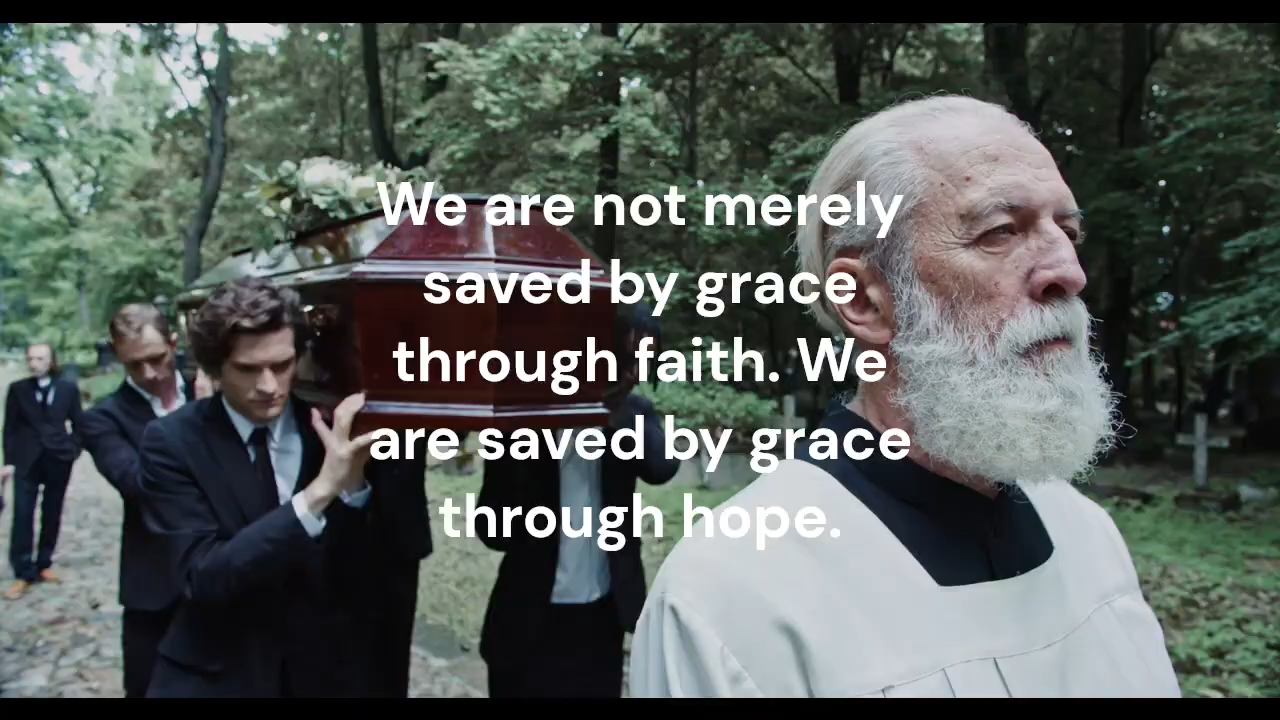 We are not merely
saved by grace
through faith. We
are saved by grace
through hope.